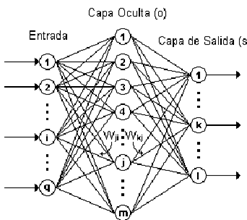 Capa Oculta (o)
Entrada
Capa de Salida (s
1
2
i
q
1
2
3
4
j
m
Wji
Wkj
1
k
l